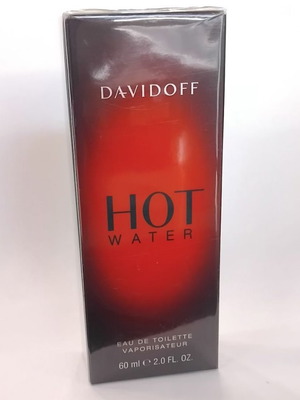 DAVIDOFF
HOT
WATER
EAU DE TOILETTE
VAPORISATEUR
60 ml e 2.0 FL. OZ.